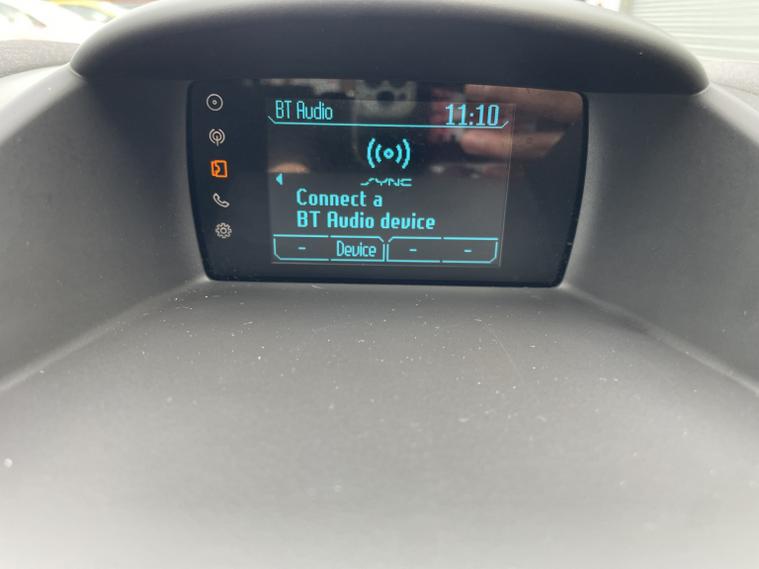 BT Audio 11:10
SYNC
Connect a
BT Audio device
- Device - -